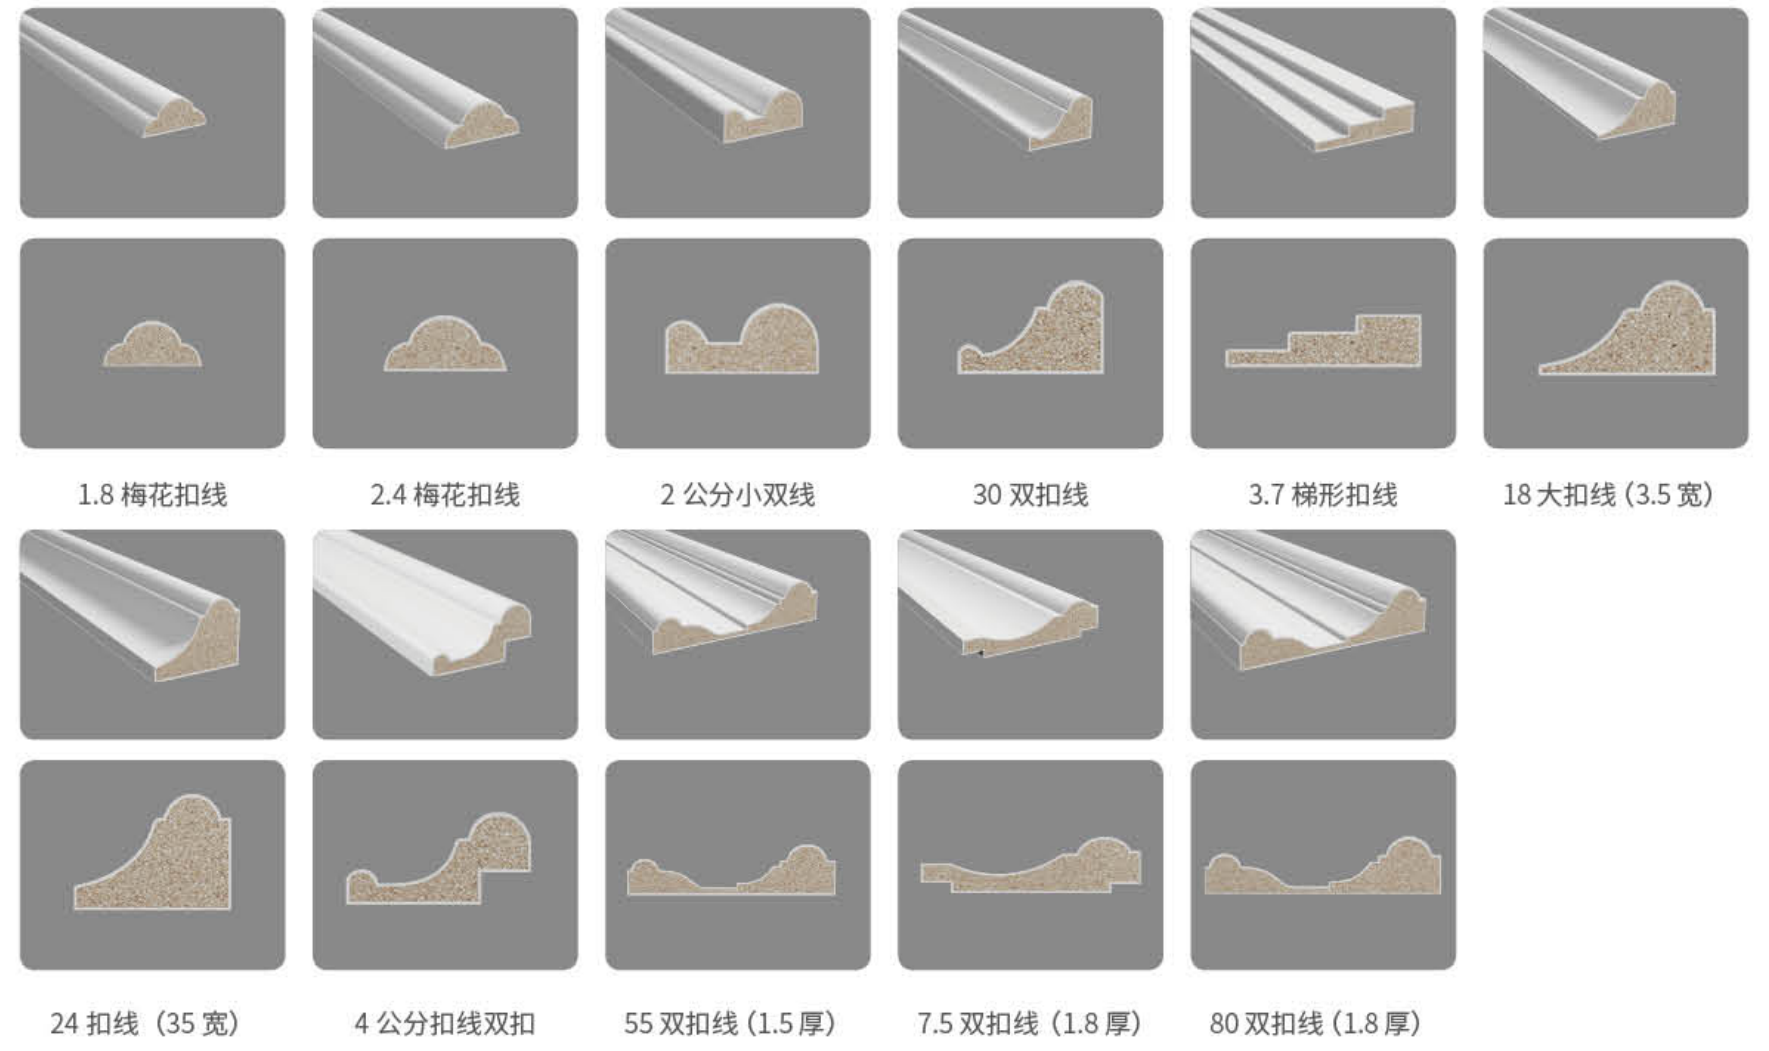 1.8 梅花扣线
2.4 梅花扣线
2 公分小双线
30 双扣线
3.7 梯形扣线
18 大扣线（3.5 宽）
24 扣线（35 宽）
4 公分扣线双扣
55 双扣线（1.5 厚）
7.5 双扣线（1.8 厚）
80 双扣线（1.8 厚）